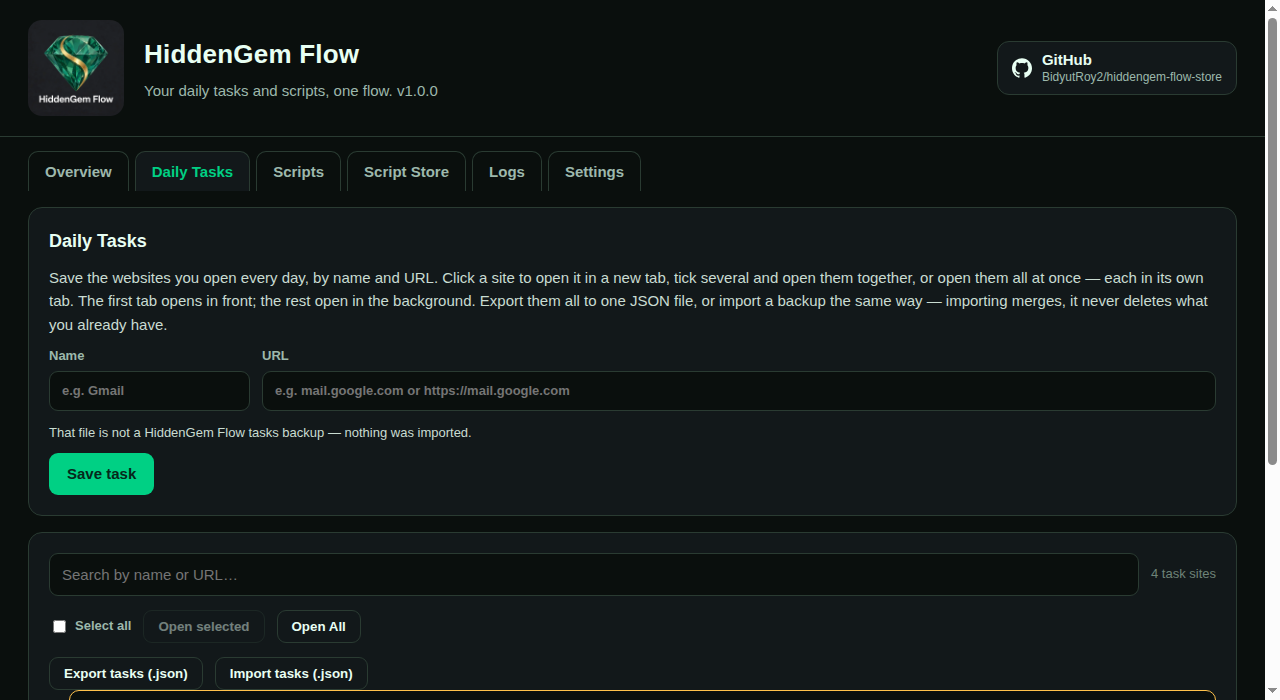 HiddenGem Flow
HiddenGem Flow
Your daily tasks and scripts, one flow. v1.0.0
GitHub
BidyutRoy2/hiddengem-flow-store
Overview
Daily Tasks
Scripts
Script Store
Logs
Settings
Daily Tasks
Save the websites you open every day, by name and URL. Click a site to open it in a new tab, tick several and open them together, or open them all at once — each in its own
tab. The first tab opens in front; the rest open in the background. Export them all to one JSON file, or import a backup the same way — importing merges, it never deletes what
you already have.
Name
URL
e.g. Gmail
e.g. mail.google.com or https://mail.google.com
That file is not a HiddenGem Flow tasks backup — nothing was imported.
Save task
Search by name or URL…
4 task sites
Select all
Open selected
Open All
Export tasks (.json)
Import tasks (.json)